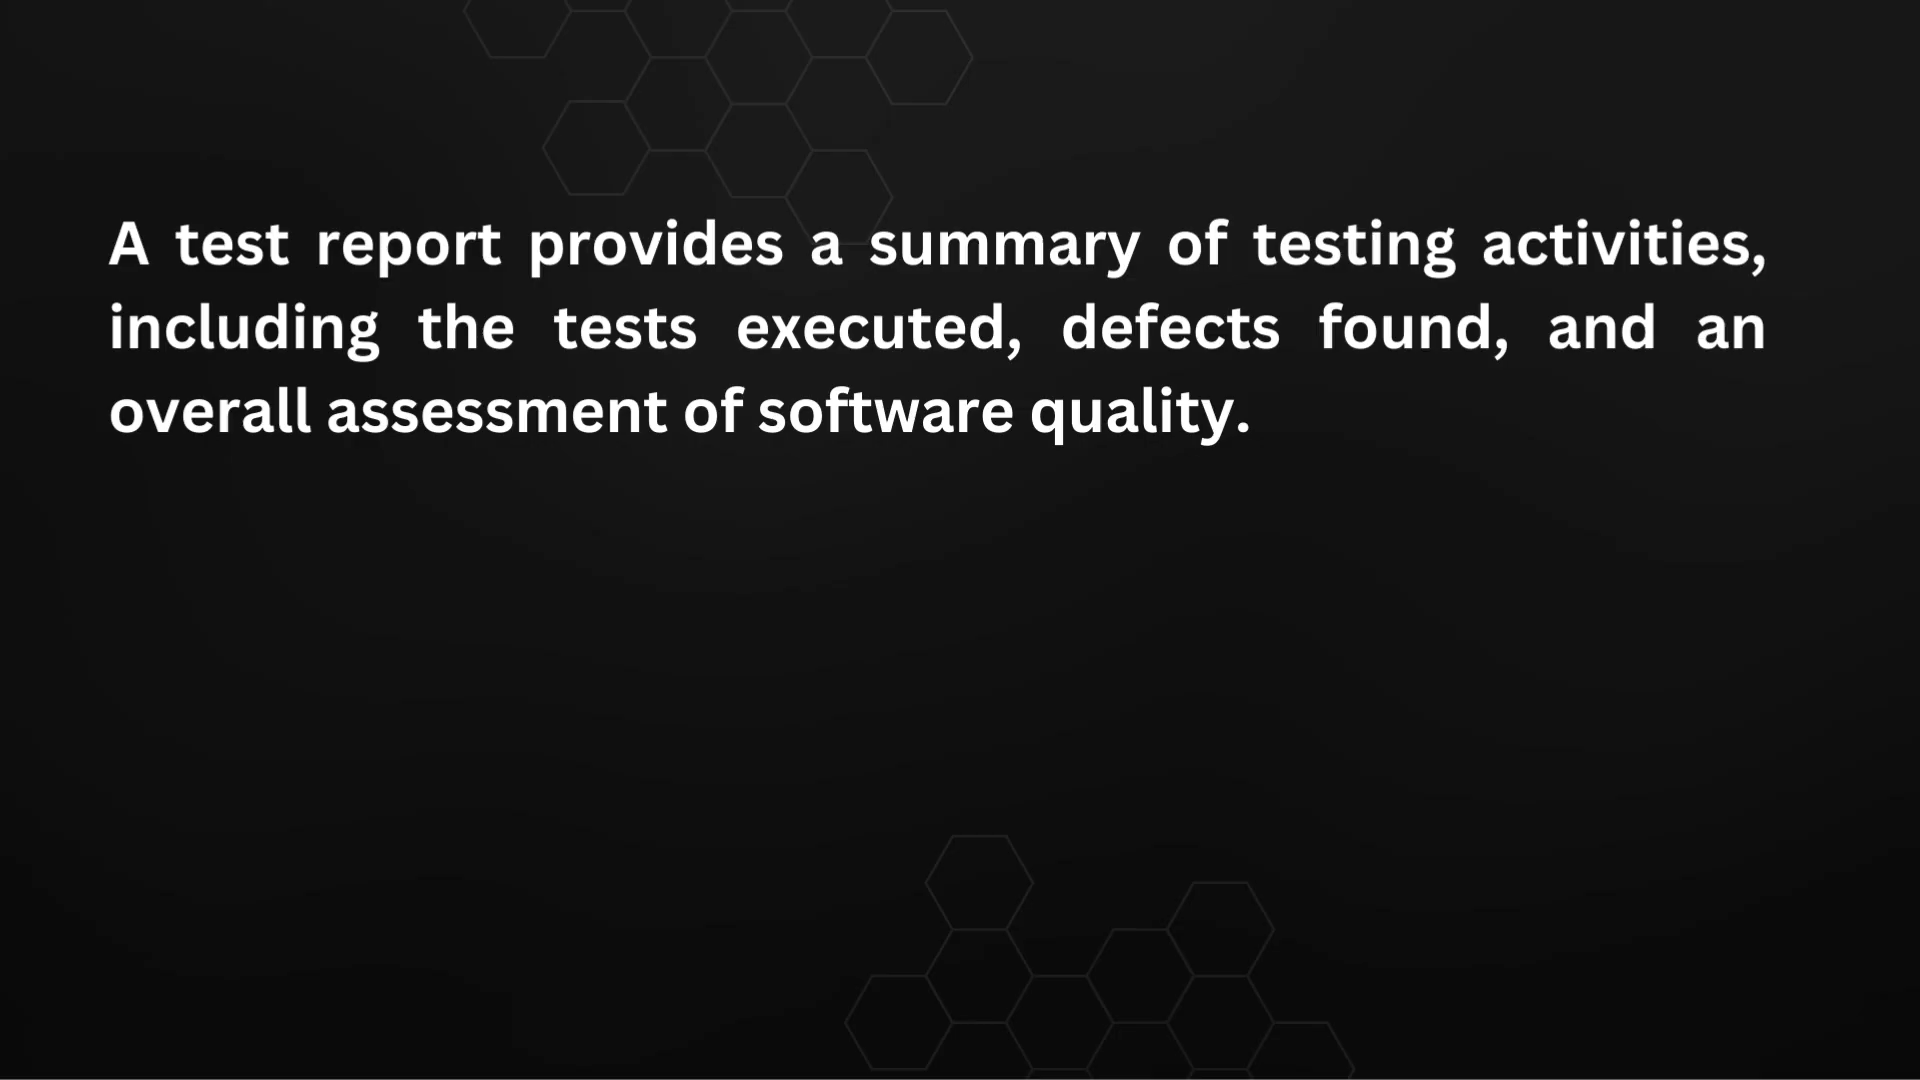 A test report provides a summary of testing activities,
including the tests executed, defects found, and an
overall assessment of software quality.